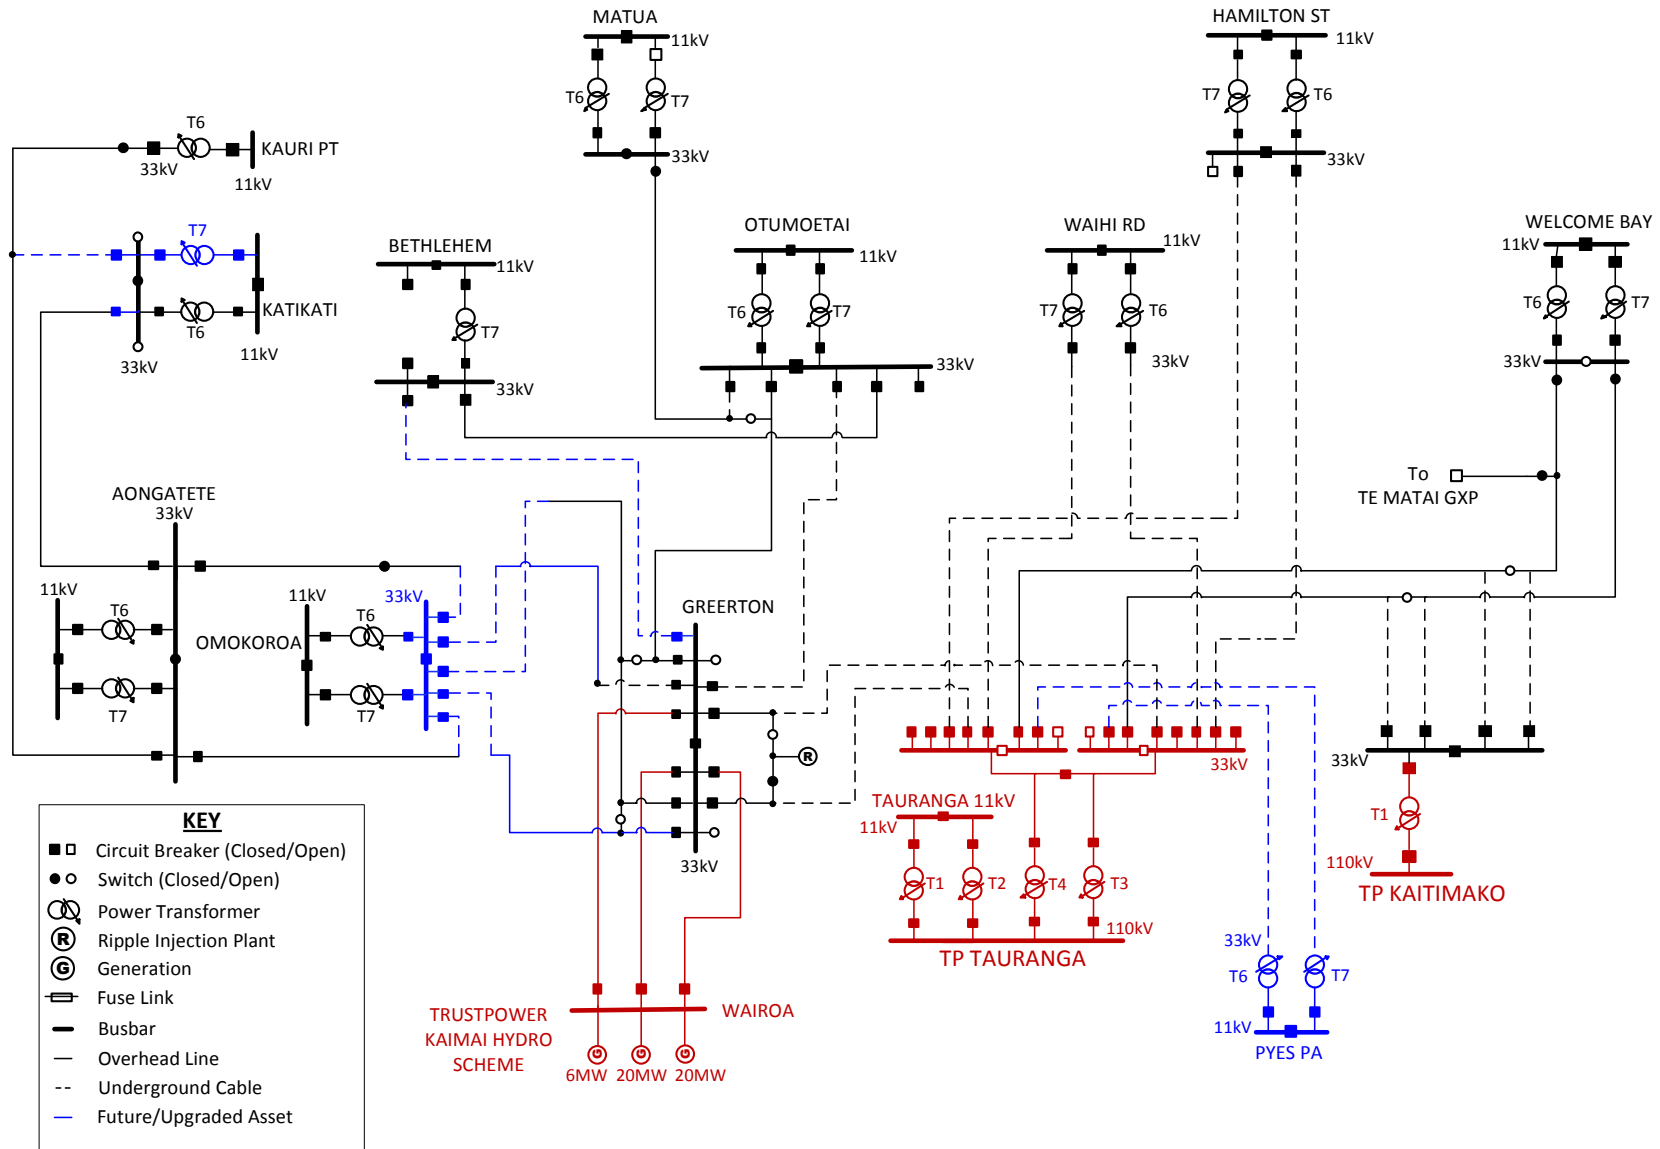 MATUA
11kV
T6
T7
33kV
HAMILTON ST
11kV
T7
T6
33kV
T6
KAURI PT
33kV
11kV
T7
KATIKATI
T6
33kV
11kV
BETHLEHEM
11kV
T7
33kV
OTUMOETAI
11kV
T6
T7
33kV
WAIHI RD
11kV
T7
T6
33kV
WELCOME BAY
11kV
T6
T7
33kV
To
TE MATAI GXP
AONGATETE
33kV
11kV
T6
T7
11kV
33kV
T6
OMOKOROA
T7
GREERTON
R
33kV
33kV
TAURANGA 11kV
11kV
T1
T2
T4
T3
110kV
TP TAURANGA
33kV
T1
110kV
TP KAITIMAKO
33kV
T6
T7
11kV
PYES PA
TRUSTPOWER
KAIMAI HYDRO
SCHEME
WAIROA
G
G
G
6MW
20MW
20MW
KEY
Circuit Breaker (Closed/Open)
Switch (Closed/Open)
Power Transformer
R
Ripple Injection Plant
G
Generation
Fuse Link
Busbar
Overhead Line
Underground Cable
Future/Upgraded Asset